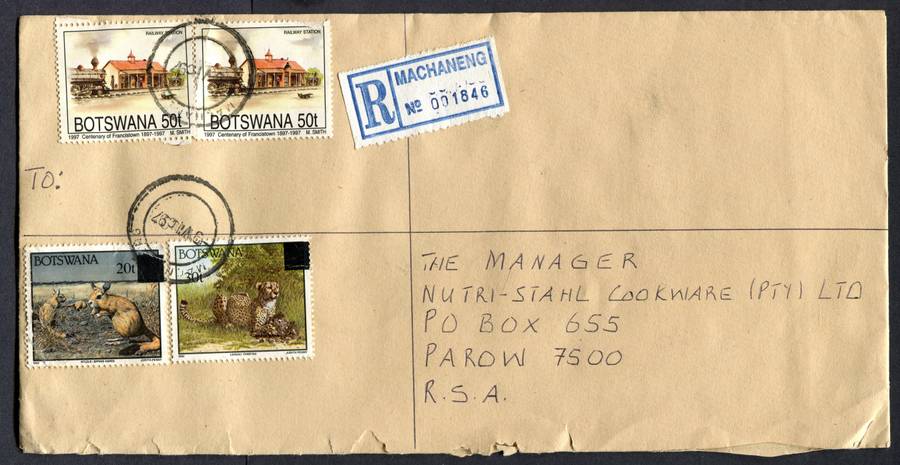 RAILWAY STATION
BOTSWANA 50t
1997 Centenary of Francistown 1897-1997 M. SMITH
RAILWAY STATION
BOTSWANA 50t
1997 Centenary of Francistown 1897-1997 M. SMITH
R
MACHANENG
No 001846
TO:
BOTSWANA
20t
BOTSWANA
30t
THE MANAGER
NUTRI-STAHL COOKWARE (PTY) LTD
PO BOX 655
PAROW 7500
R.S.A.